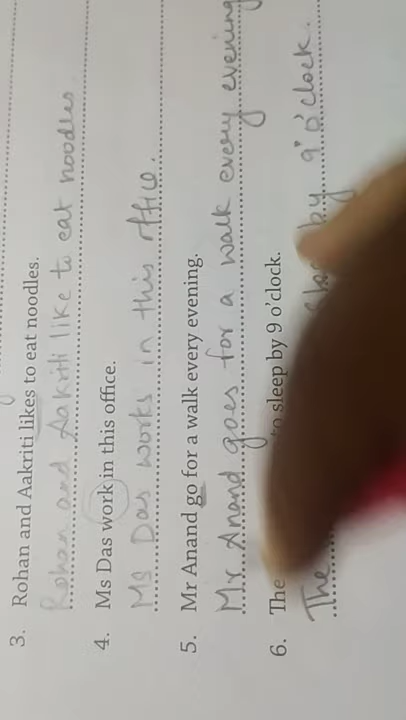 3. Rohan and Aakriti likes to eat noodles.
Rohan and Aakriti like to eat noodles.
4. Ms Das work in this office.
Ms Das works in this office.
5. Mr Anand go for a walk every evening.
Mr Anand goes for a walk every evening
6. The to sleep by 9 o'clock.
The by 9 o'clock.